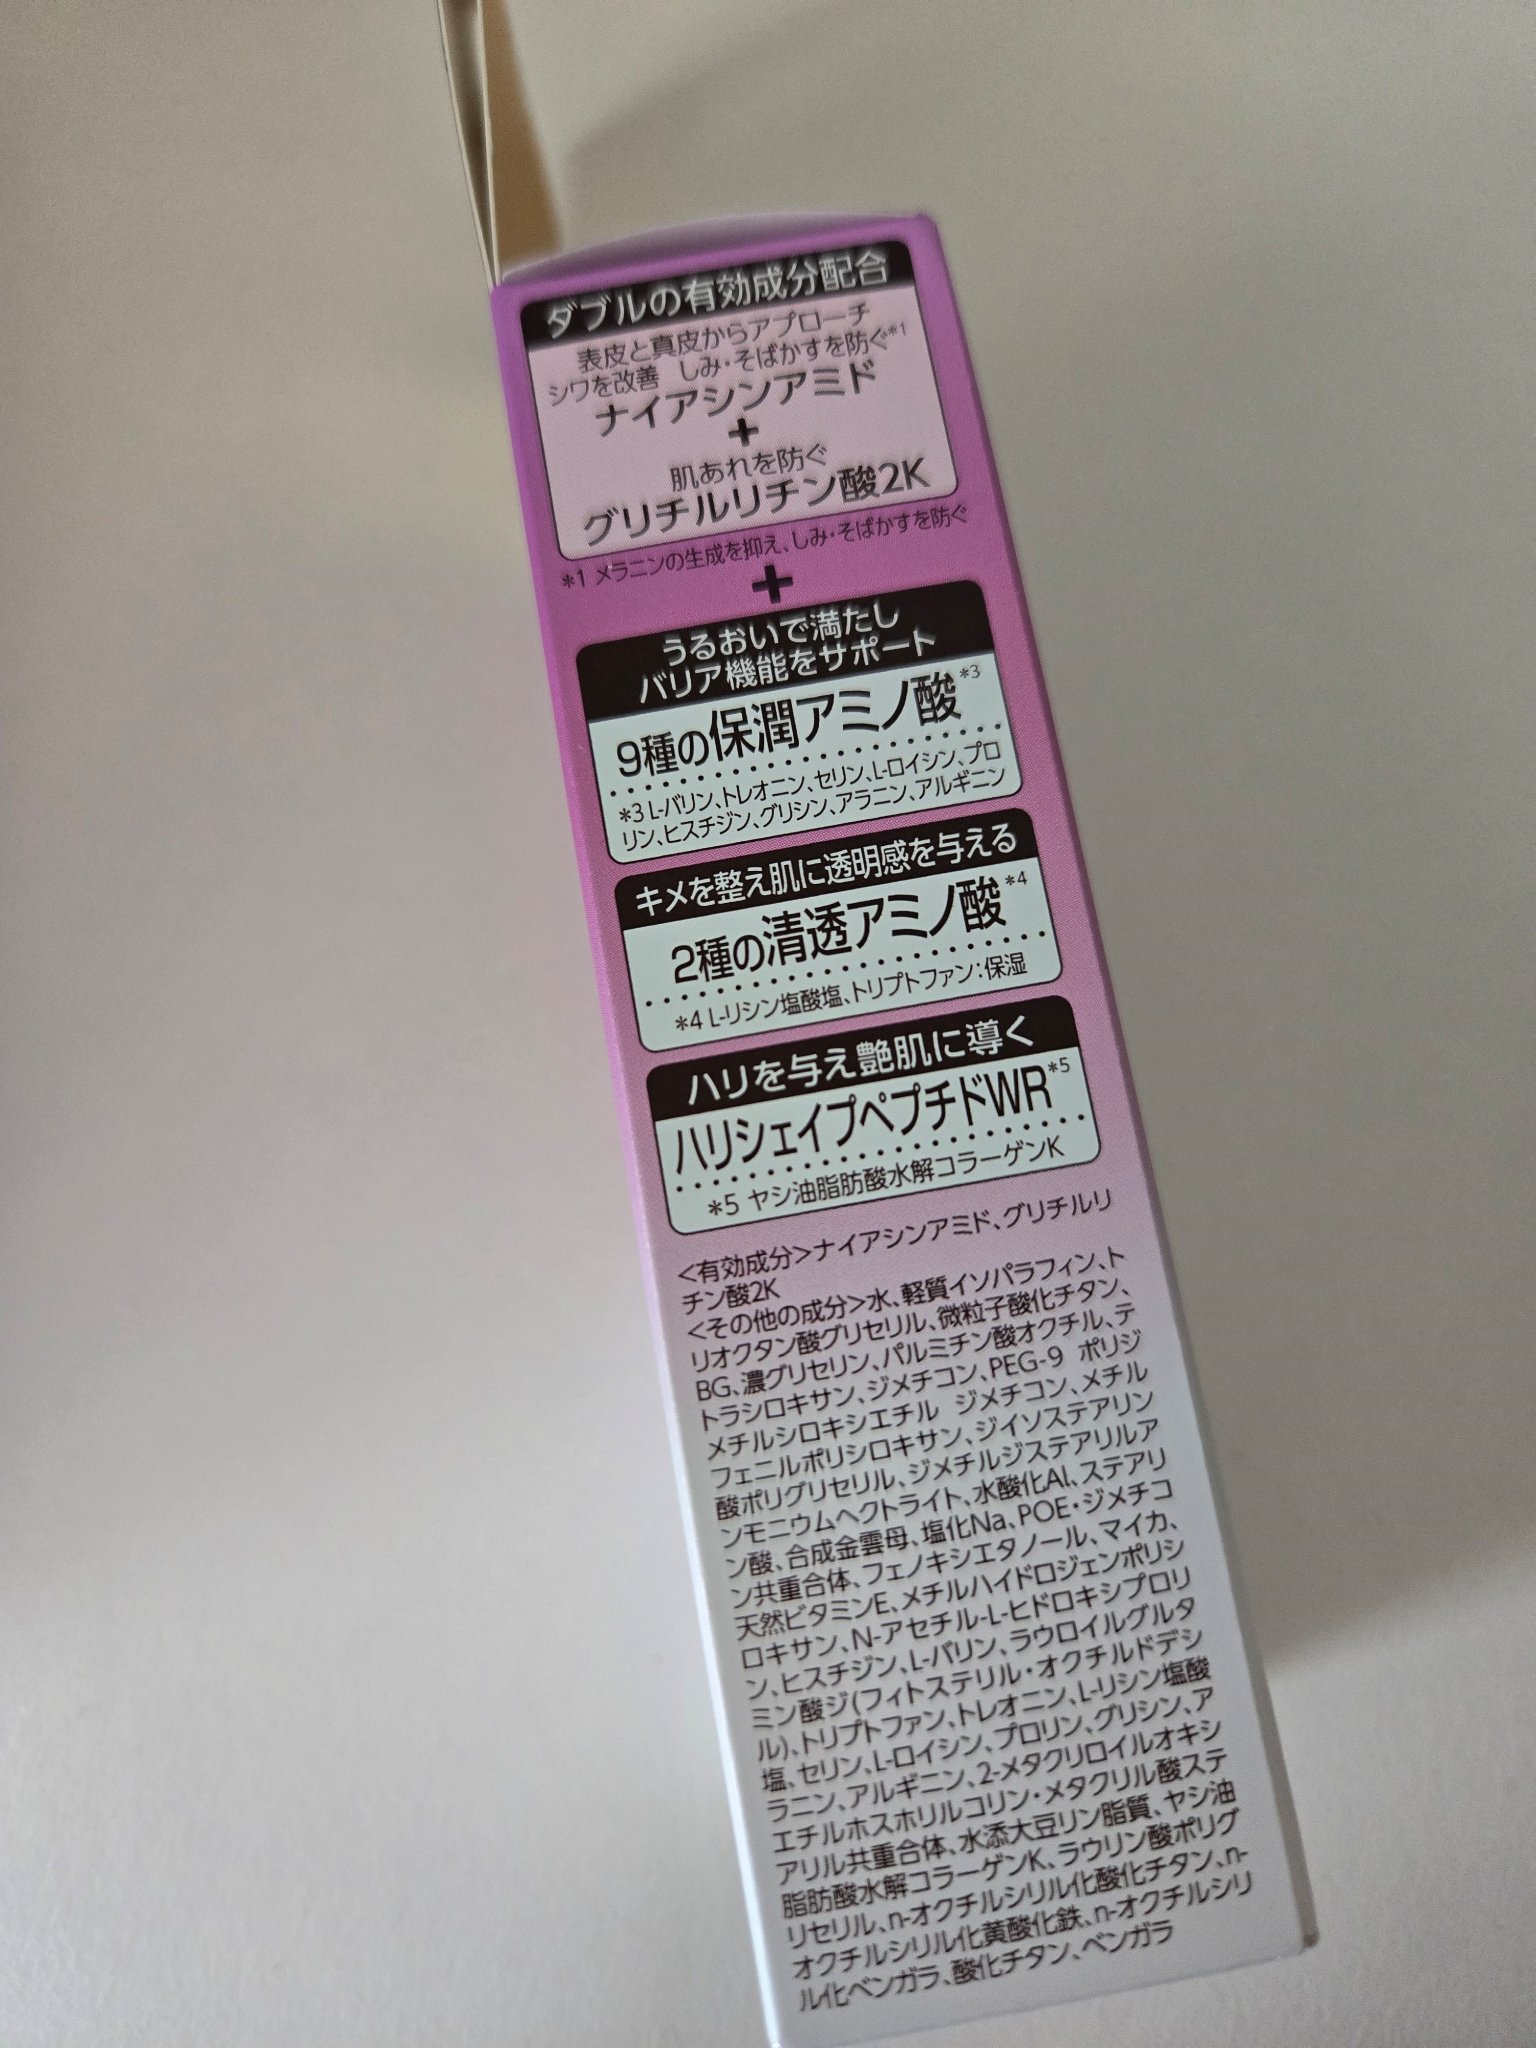 ダブルの有効成分配合
表皮と真皮からアプローチ
シワを改善 しみ・そばかすを防ぐ*1
ナイアシンアミド
+
肌あれを防ぐ
グリチルリチン酸2K
*1 メラニンの生成を抑え、しみ・そばかすを防ぐ
+
うるおいで満たし
バリア機能をサポート
9種の保潤アミノ酸*3
*3 L-バリン、トレオニン、セリン、L-ロイシン、プロ
リン、ヒスチジン、グリシン、アラニン、アルギニン
キメを整え肌に透明感を与える
2種の清透アミノ酸*4
*4 L-リシン塩酸塩、トリプトファン:保湿
ハリを与え艶肌に導く
ハリシェイプペプチドWR*5
*5 ヤシ油脂肪酸水解コラーゲンK
<有効成分>ナイアシンアミド、グリチルリ
チン酸2K
<その他の成分>水、軽質イソパラフィン、ト
リオクタン酸グリセリル、微粒子酸化チタン、
BG、濃グリセリン、パルミチン酸オクチル、テ
トラシロキサン、ジメチコン、PEG-9 ポリジ
メチルシロキシエチル ジメチコン、メチル
フェニルポリシロキサン、ジイソステアリン
酸ポリグリセリル、ジメチルジステアリルア
ンモニウムヘクトライト、水酸化Al、ステアリ
ン酸、合成金雲母、塩化Na、POE・ジメチコ
ン共重合体、フェノキシエタノール、マイカ、
天然ビタミンE、メチルハイドロジェンポリシ
ロキサン、N-アセチル-L-ヒドロキシプロリ
ン、ヒスチジン、L-バリン、ラウロイルグルタ
ミン酸ジ(フィトステリル・オクチルドデシ
ル)、トリプトファン、トレオニン、L-リシン塩酸
塩、セリン、L-ロイシン、プロリン、グリシン、ア
ラニン、アルギニン、2-メタクリロイルオキシ
エチルホスホリルコリン・メタクリル酸ステ
アリル共重合体、水添大豆リン脂質、ヤシ油
脂肪酸水解コラーゲンK、ラウリン酸ポリグ
リセリル、n-オクチルシリル化酸化チタン、n-
オクチルシリル化黄酸化鉄、n-オクチルシリ
ル化ベンガラ、酸化チタン、ベンガラ